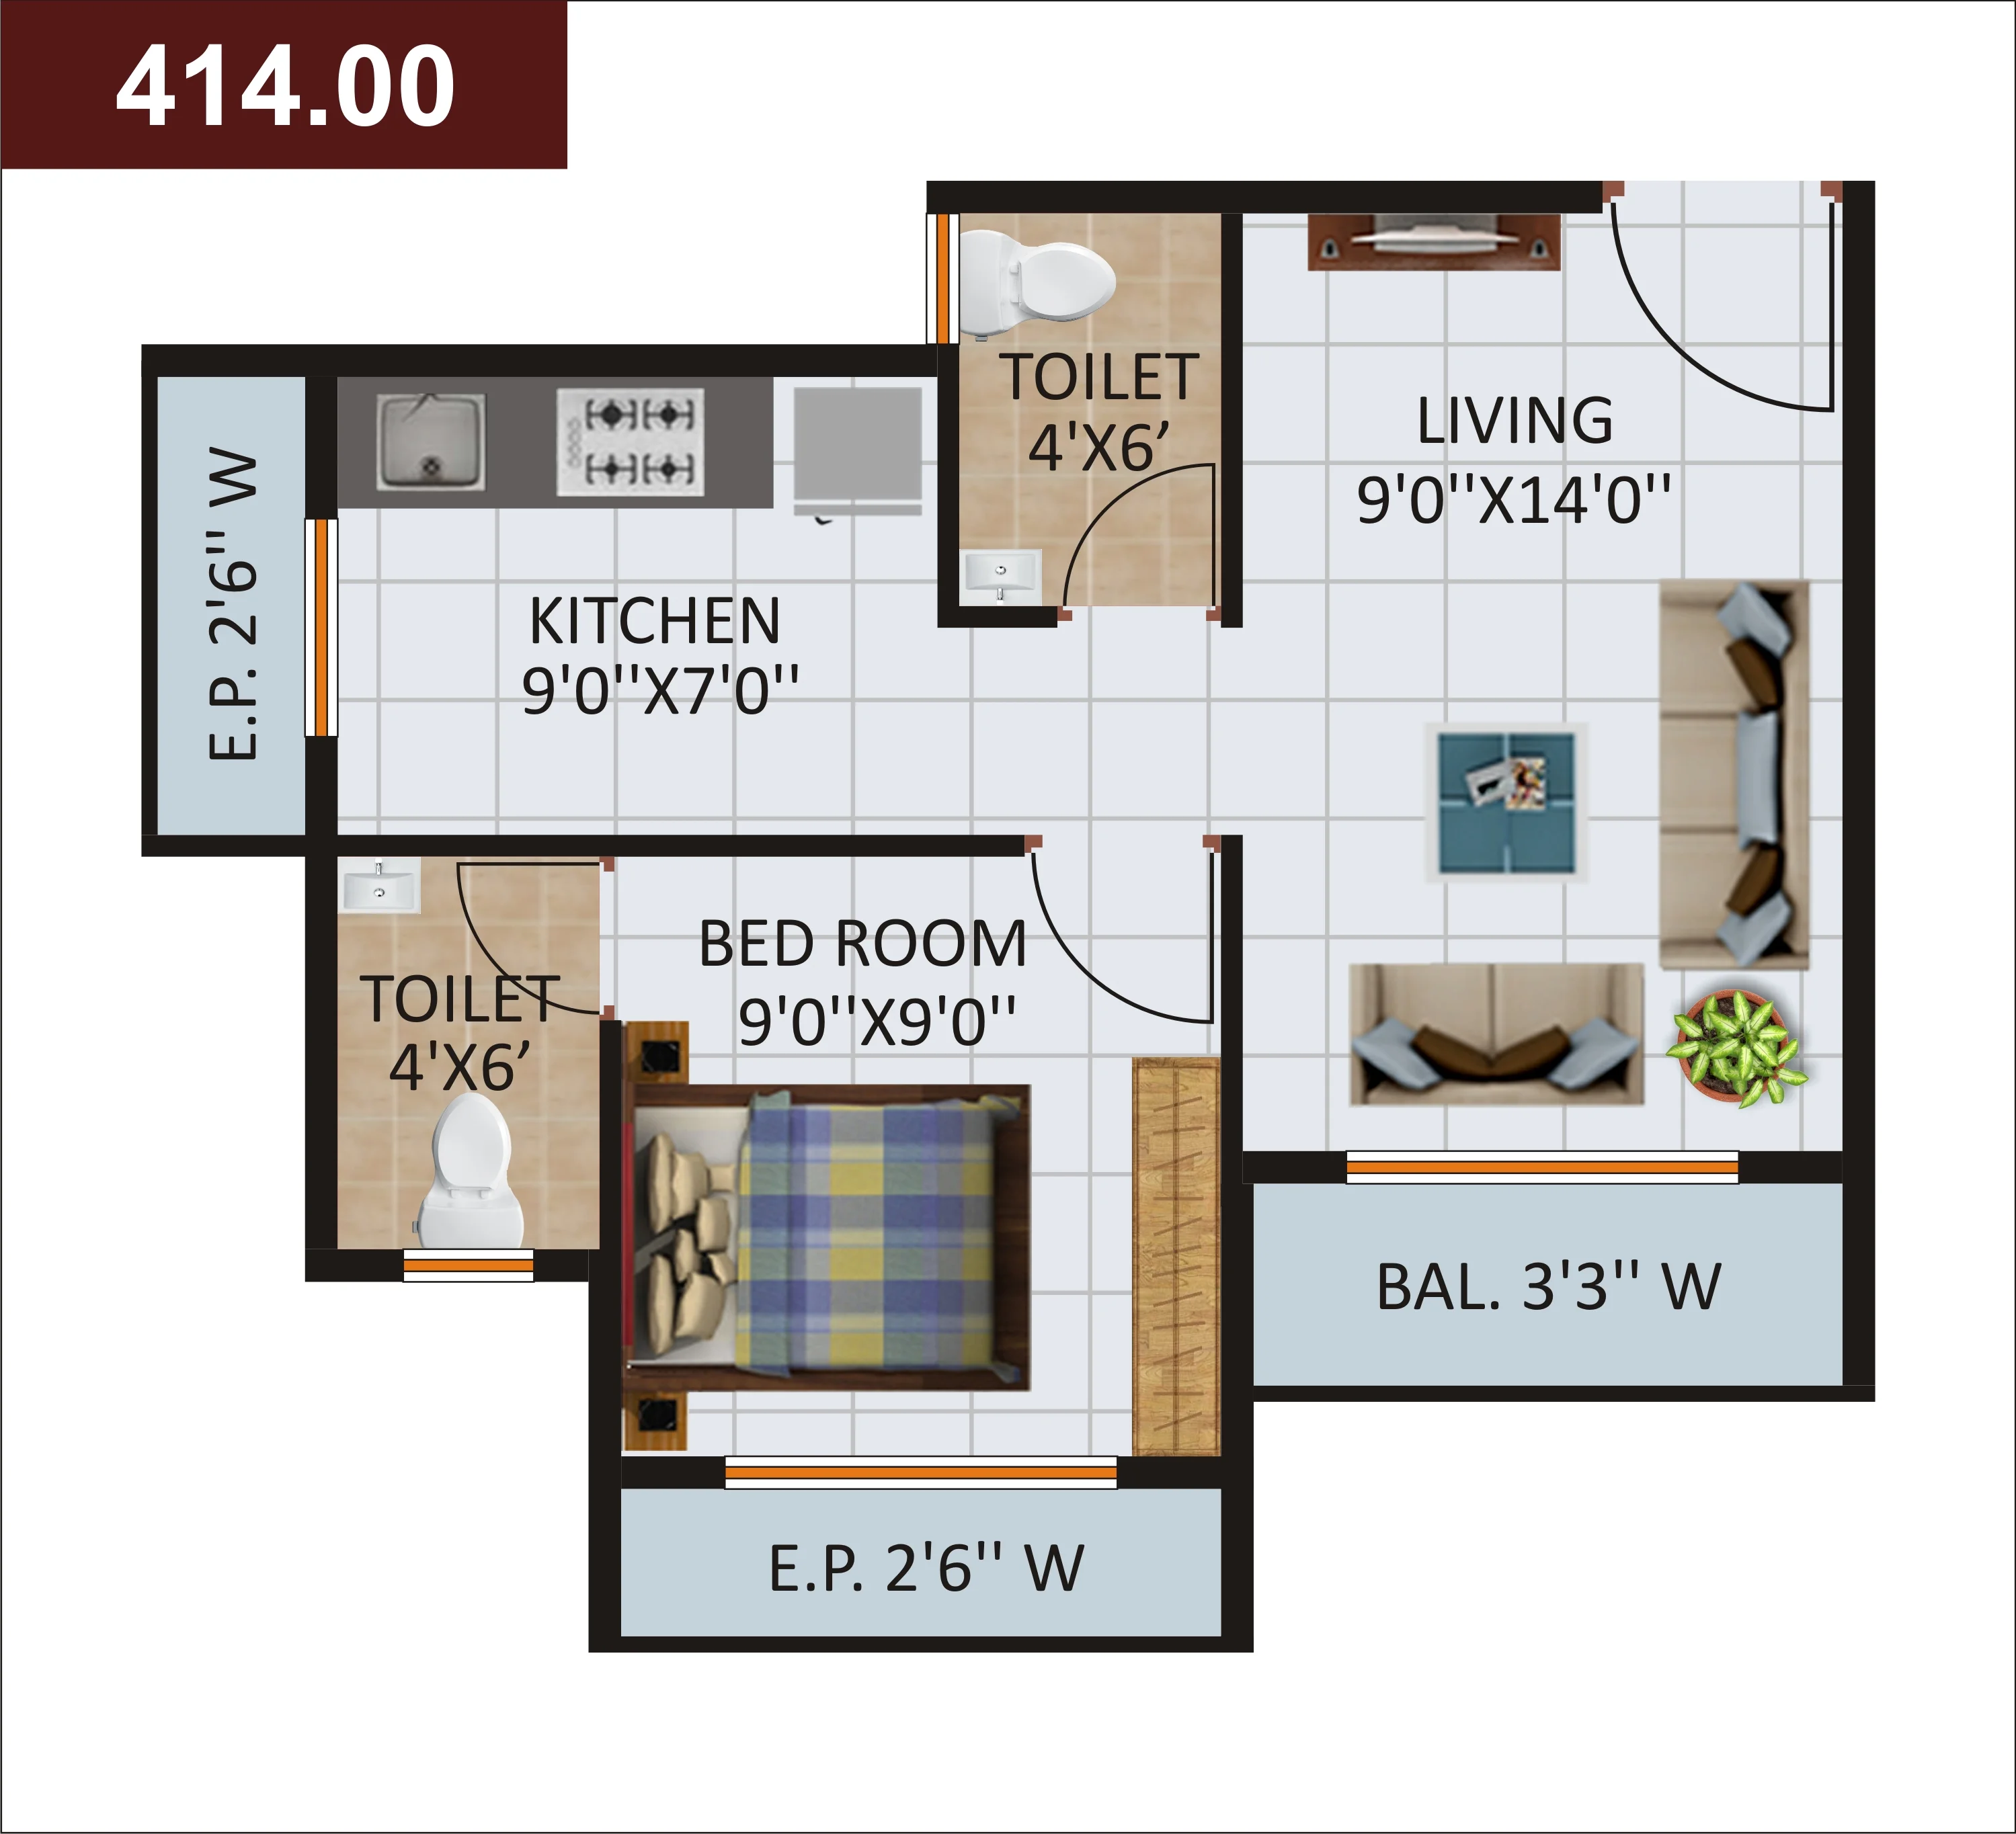 414.00
TOILET
4'X6’
LIVING
9'0''X14'0''
E.P. 2'6'' W
KITCHEN
9'0''X7'0''
BED ROOM
9'0''X9'0''
TOILET
4'X6’
BAL. 3'3'' W
E.P. 2'6'' W